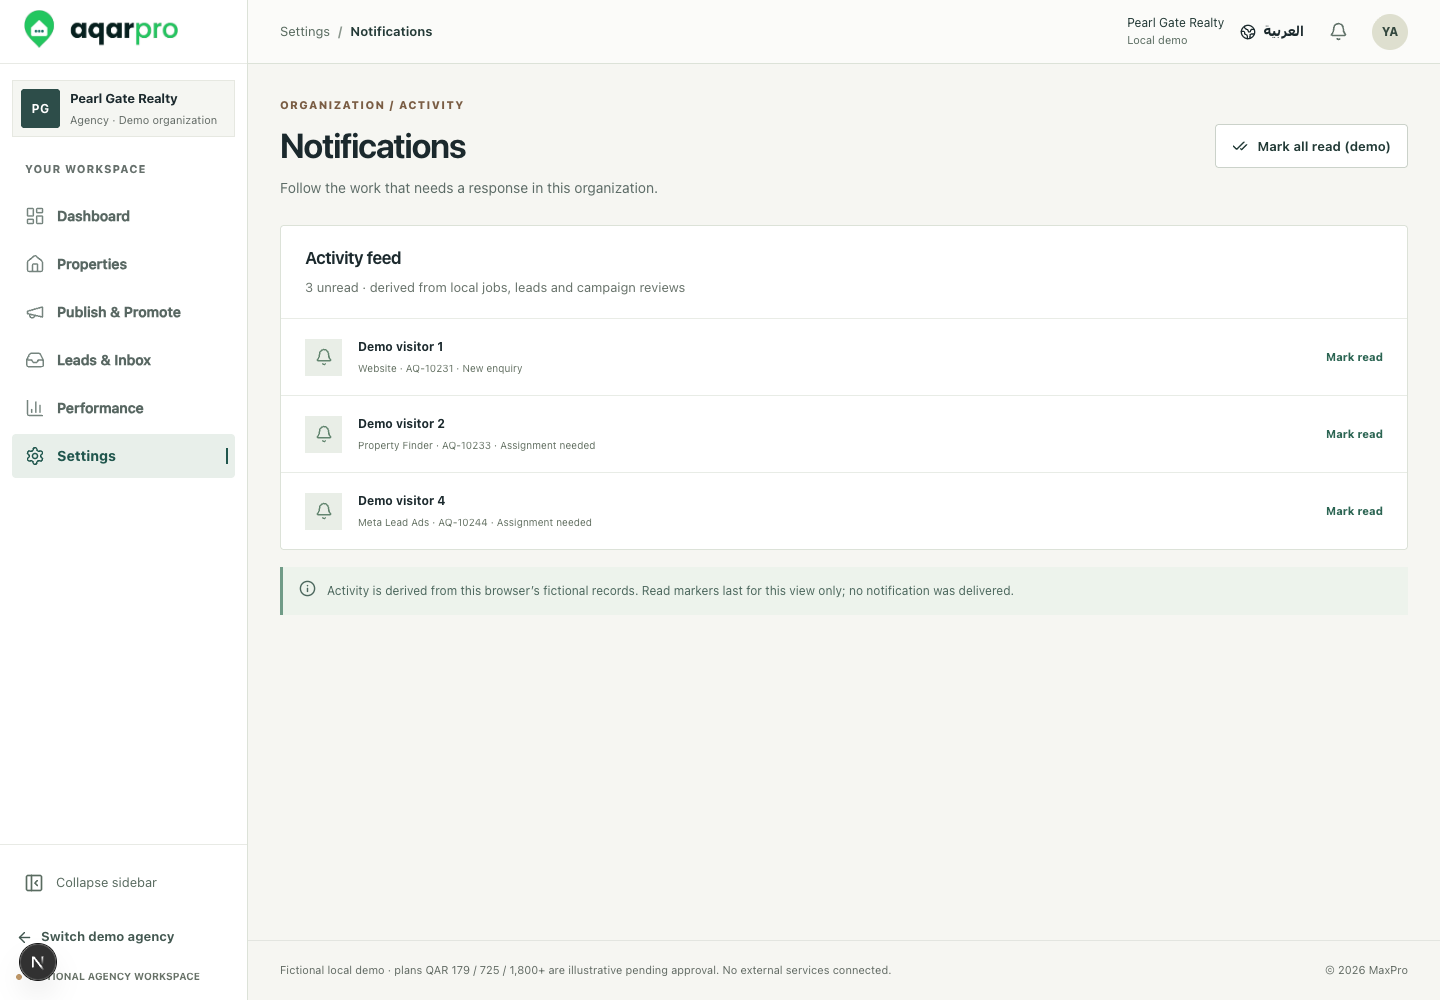 aqarpro
Settings / Notifications
Pearl Gate Realty
Local demo
العربية
YA
PG
Pearl Gate Realty
Agency · Demo organization
YOUR WORKSPACE
Dashboard
Properties
Publish & Promote
Leads & Inbox
Performance
Settings
ORGANIZATION / ACTIVITY
Notifications
Mark all read (demo)
Follow the work that needs a response in this organization.
Activity feed
3 unread · derived from local jobs, leads and campaign reviews
Demo visitor 1
Website · AQ-10231 · New enquiry
Mark read
Demo visitor 2
Property Finder · AQ-10233 · Assignment needed
Mark read
Demo visitor 4
Meta Lead Ads · AQ-10244 · Assignment needed
Mark read
Activity is derived from this browser's fictional records. Read markers last for this view only; no notification was delivered.
Collapse sidebar
Switch demo agency
N
AGENCY WORKSPACE
Fictional local demo · plans QAR 179 / 725 / 1,800+ are illustrative pending approval. No external services connected.
© 2026 MaxPro